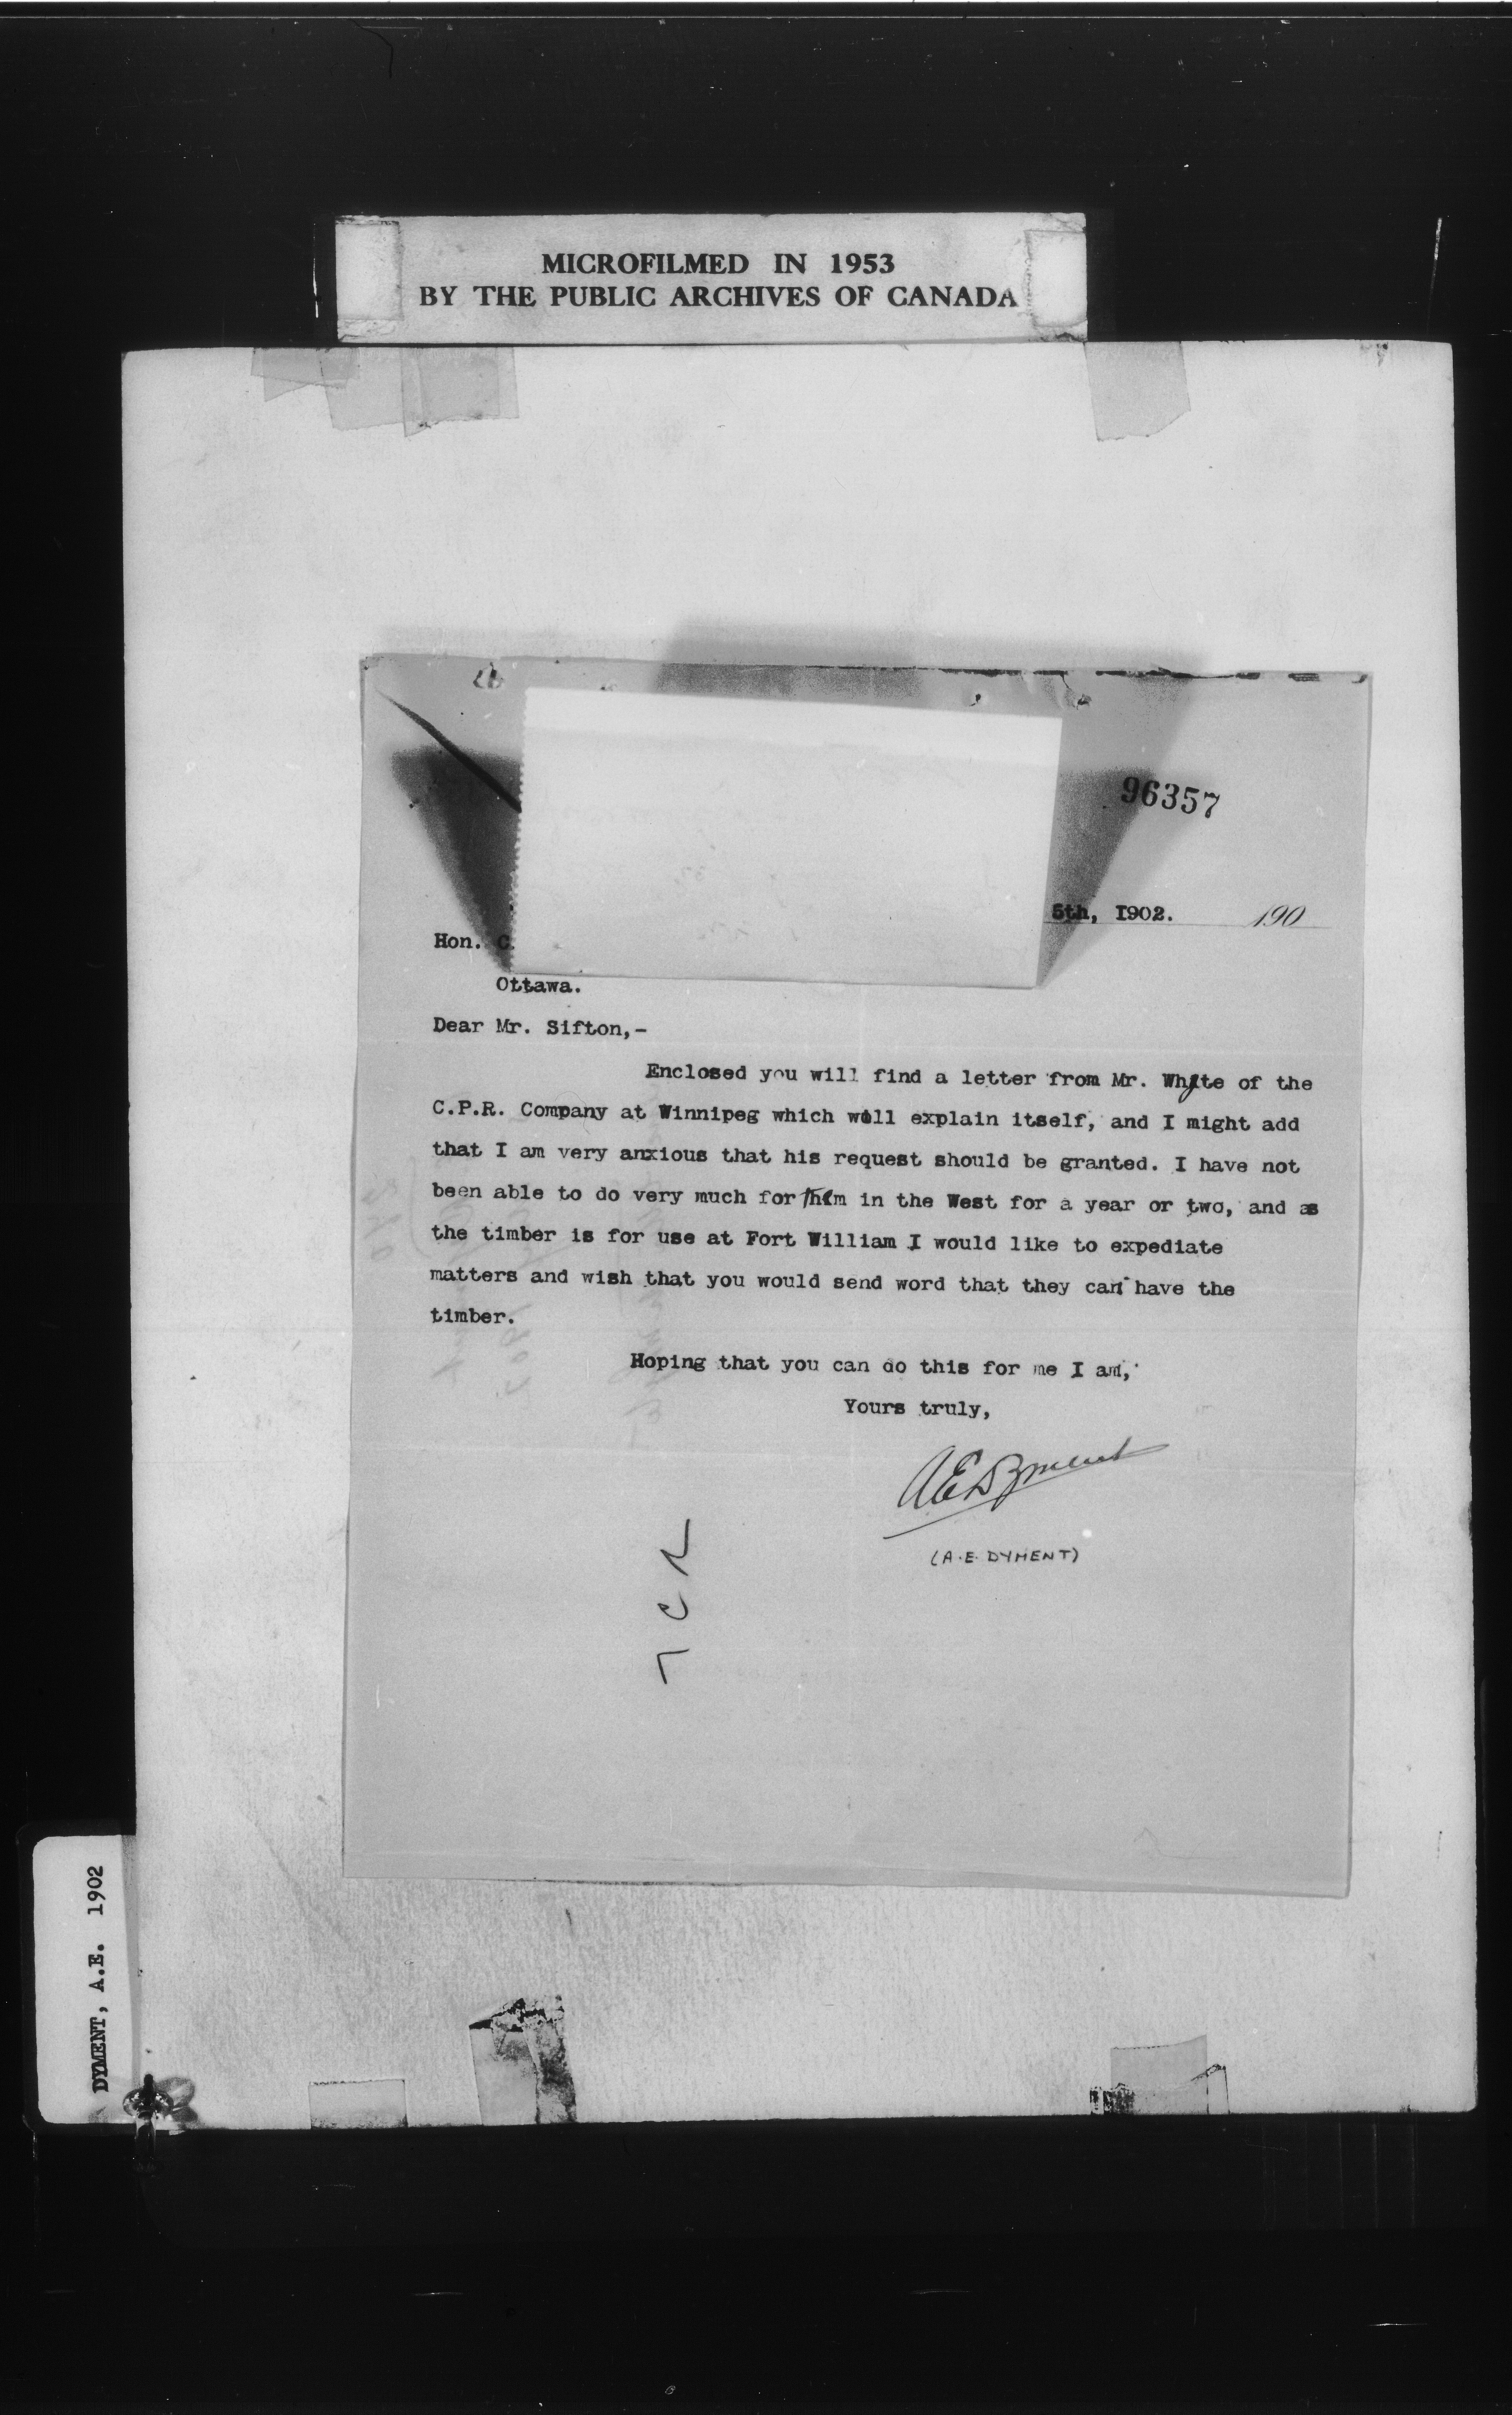 MICROFILMED IN 1953
BY THE PUBLIC ARCHIVES OF CANADA
96357
5th, 1902. 190
Hon. C.
Ottawa.
Dear Mr. Sifton,-
Enclosed you will find a letter from Mr. Whyte of the
C.P.R. Company at Winnipeg which will explain itself, and I might add
that I am very anxious that his request should be granted. I have not
been able to do very much for them in the West for a year or two, and as
the timber is for use at Fort William I would like to expediate
matters and wish that you would send word that they can have the
timber.
Hoping that you can do this for me I am,
Yours truly,
A E Dyment
(A.E. DYMENT)
DYMENT, A.E. 1902